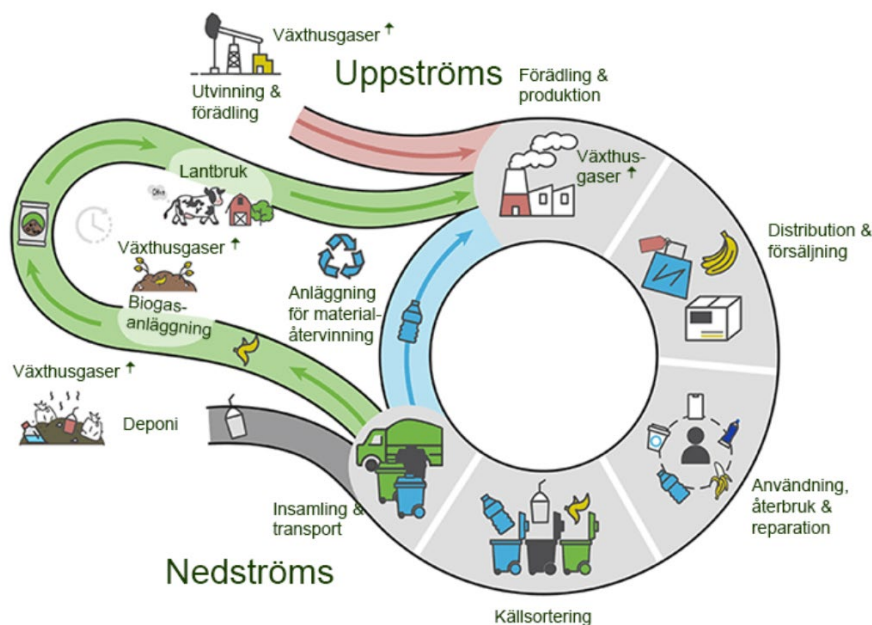 Växthusgaser
Uppströms
Utvinning &
förädling
Förädling &
produktion
Växthus-
gaser
Lantbruk
Distribution &
försäljning
Växthusgaser
Anläggning
för material-
återvinning
Biogas-
anläggning
Växthusgaser
Deponi
Användning,
återbruk &
reparation
Insamling &
transport
Nedströms
Källsortering